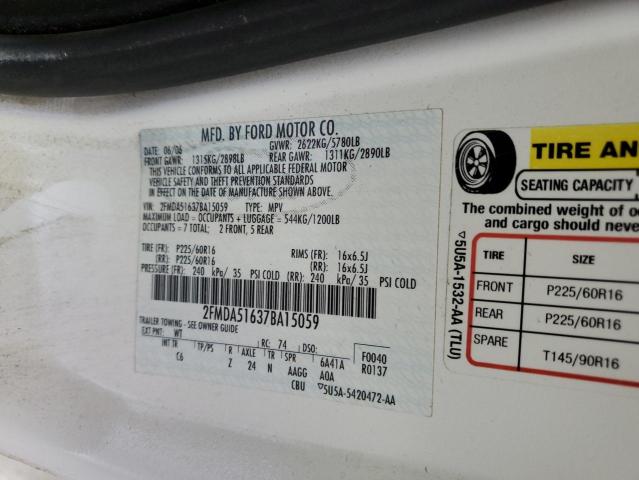 MFD. BY FORD MOTOR CO.
DATE: 06/06 GVWR: 2622KG/5780LB
FRONT GAWR: 1315KG/2898LB REAR GAWR: 1311KG/2890LB
THIS VEHICLE CONFORMS TO ALL APPLICABLE FEDERAL MOTOR
VEHICLE SAFETY AND THEFT PREVENTION STANDARDS
IN EFFECT ON THE DATE OF MANUFACTURE SHOWN ABOVE.
VIN: 2FMDA51637BA15059 TYPE: MPV
MAXIMUM LOAD = OCCUPANTS + LUGGAGE = 544KG/1200LB
OCCUPANTS = 7 TOTAL: 2 FRONT, 5 REAR
TIRE (FR): P225/60R16 RIMS (FR): 16x6.5J
(RR): P225/60R16 (RR): 16x6.5J
PRESSURE (FR): 240 kPa/ 35 PSI COLD (RR): 240 kPa/ 35 PSI COLD
2FMDA51637BA15059
TRAILER TOWING - SEE OWNER GUIDE
EXT PNT: WT RC: 74 DSO: F0040
INT TR TP/PS R AXLE TR SPR 6A41A R0137
C6 Z 24 N AAGG A0A
CBU ▽5U5A-5420472-AA
▽5U5A-1532-AA (TLU)
TIRE AN
SEATING CAPACITY
The combined weight of oc
and cargo should neve
TIRE SIZE
FRONT P225/60R16
REAR P225/60R16
SPARE T145/90R16